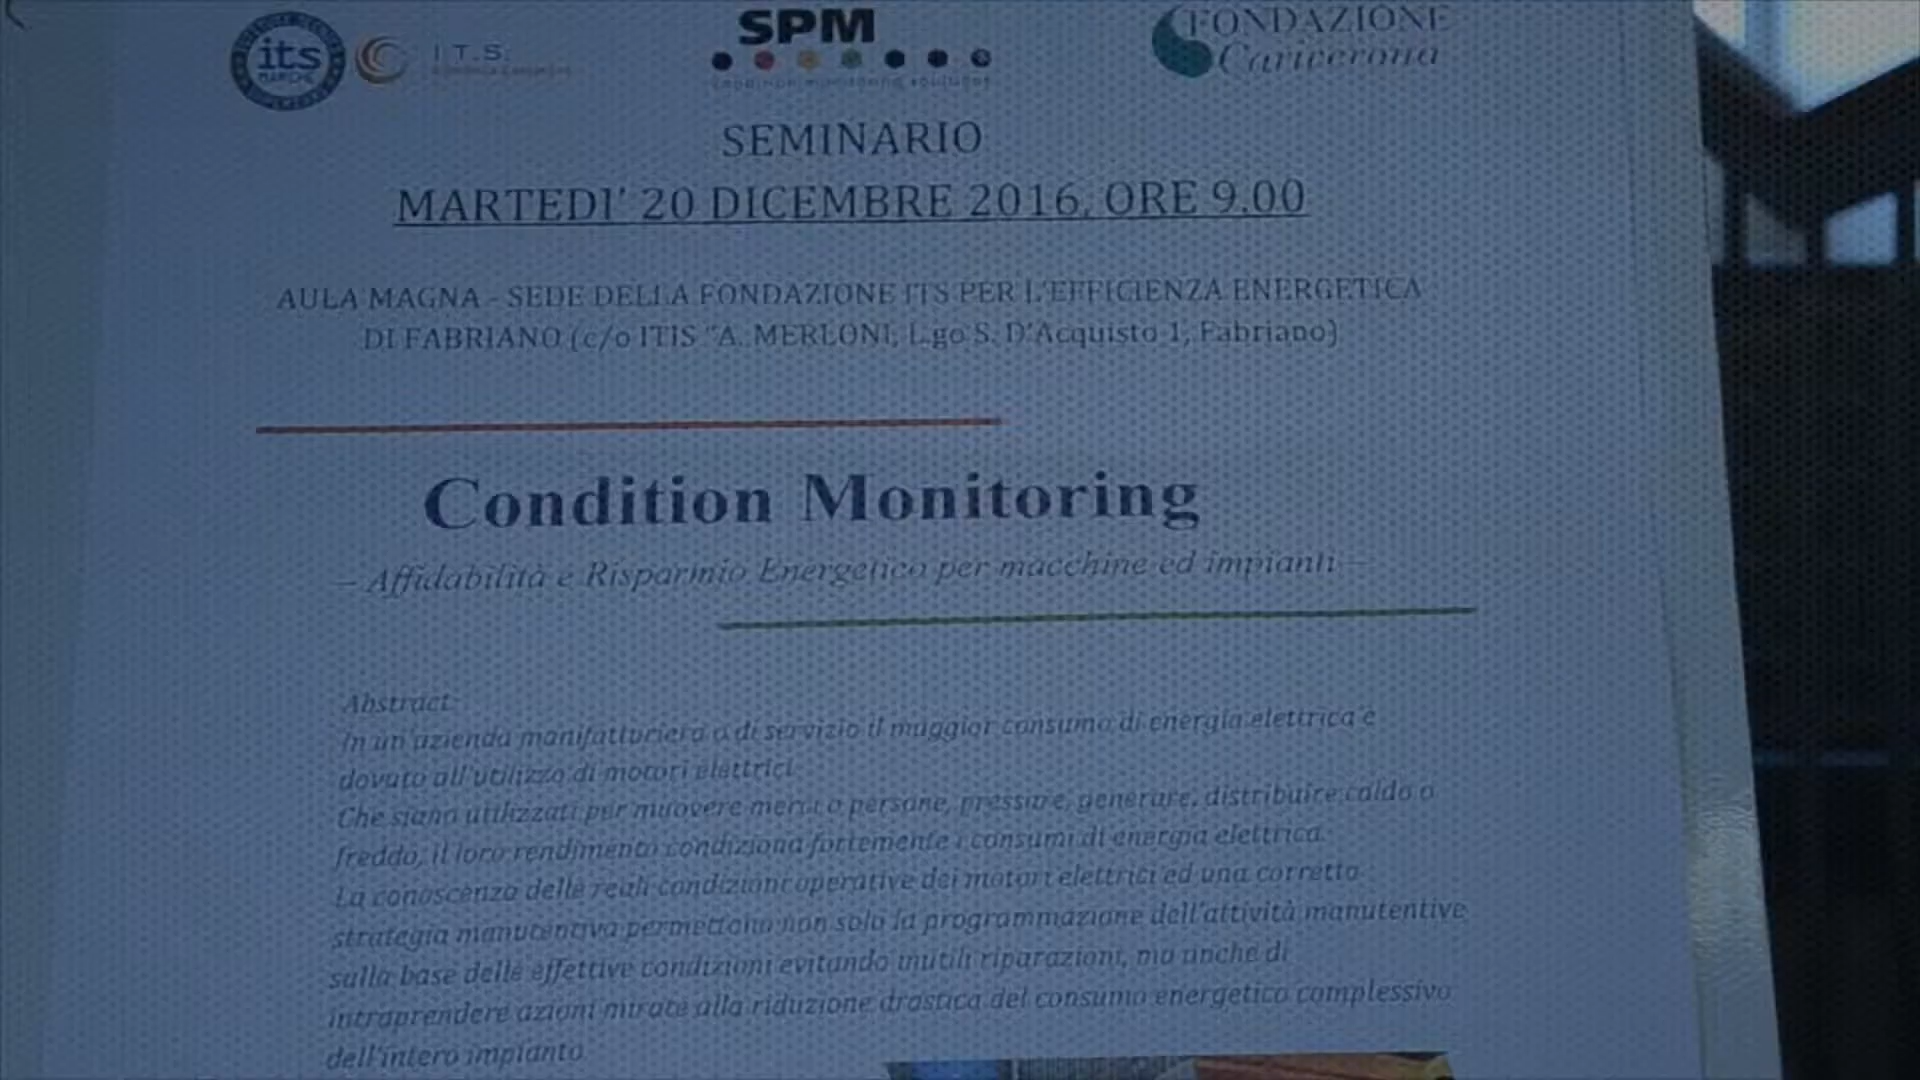 its
MARCHE
I.T.S.
SPM
condition monitoring solutions
FONDAZIONE
Cariverona
SEMINARIO
MARTEDI' 20 DICEMBRE 2016, ORE 9.00
AULA MAGNA - SEDE DELLA FONDAZIONE ITS PER L'EFFICIENZA ENERGETICA
DI FABRIANO (c/o ITIS "A. MERLONI, L.go S. D'Acquisto 1, Fabriano)
Condition Monitoring
– Affidabilità e Risparmio Energetico per macchine ed impianti –
Abstract:
In un'azienda manifatturiera o di servizio il maggior consumo di energia elettrica è
dovuto all'utilizzo di motori elettrici.
Che siano utilizzati per muovere merci o persone, pressare, generare, distribuire caldo o
freddo, il loro rendimento condiziona fortemente i consumi di energia elettrica.
La conoscenza delle reali condizioni operative dei motori elettrici ed una corretta
strategia manutentiva permettono non solo la programmazione dell'attività manutentive
sulla base delle effettive condizioni evitando inutili riparazioni, ma anche di
intraprendere azioni mirate alla riduzione drastica del consumo energetico complessivo
dell'intero impianto.